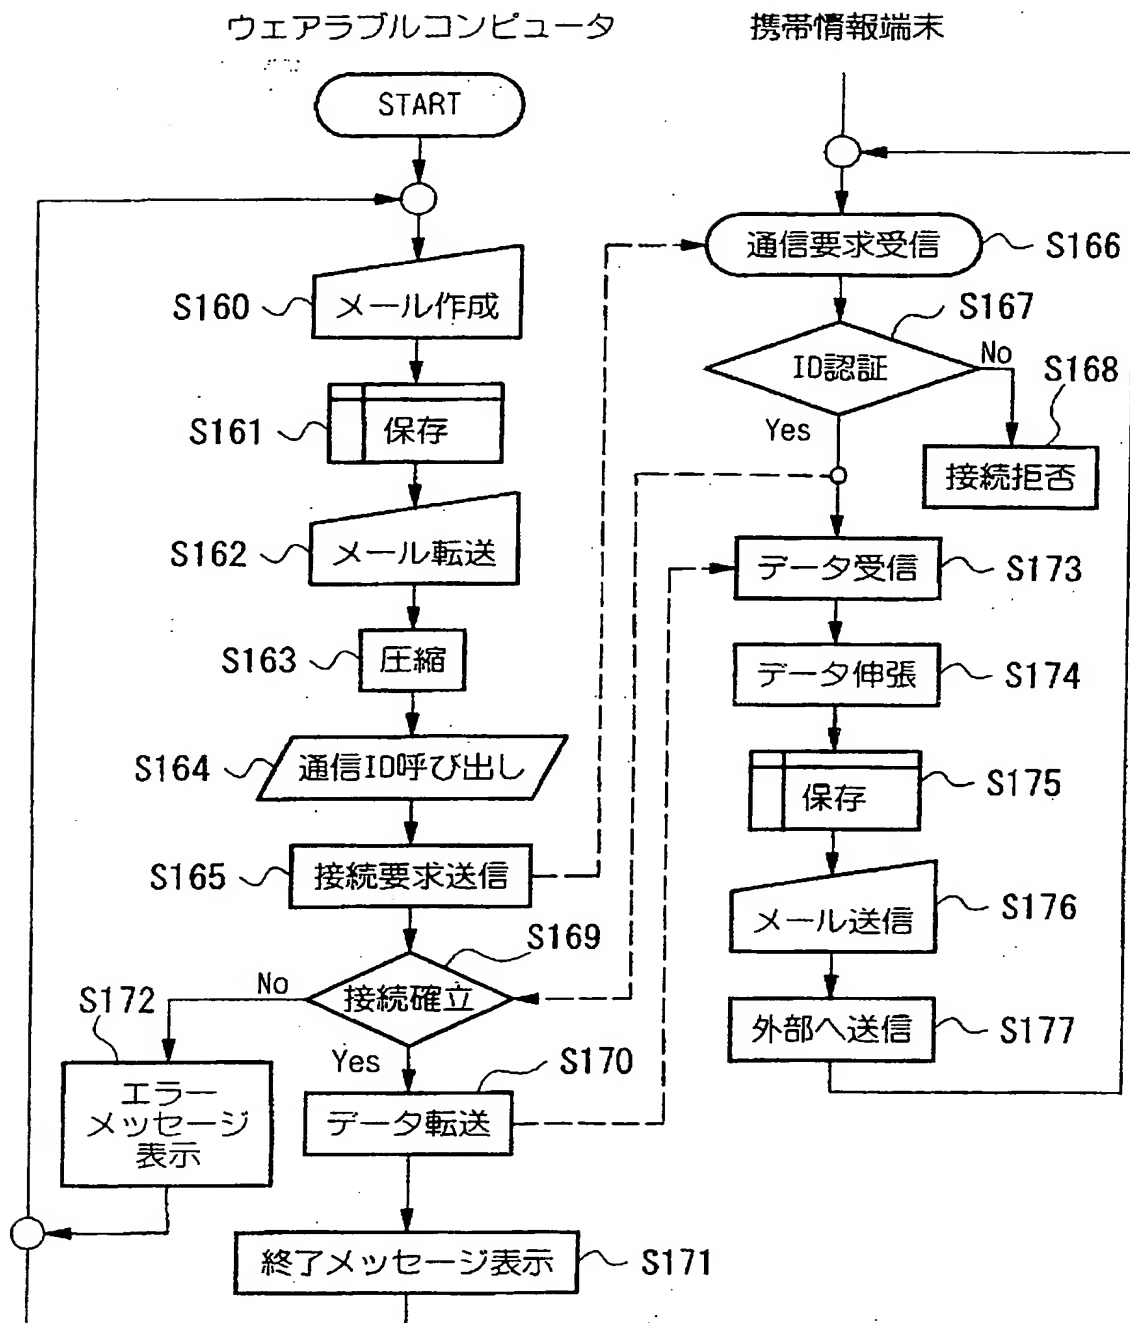 ウェアラブルコンピュータ
携帯情報端末
START
S160
メール作成
S161
保存
S162
メール転送
S163
圧縮
S164
通信ID呼び出し
S165
接続要求送信
S169
接続確立
No
Yes
S172
エラー
メッセージ
表示
S170
データ転送
終了メッセージ表示
S171
通信要求受信
S166
S167
ID認証
No
Yes
S168
接続拒否
データ受信
S173
データ伸張
S174
保存
S175
メール送信
S176
外部へ送信
S177